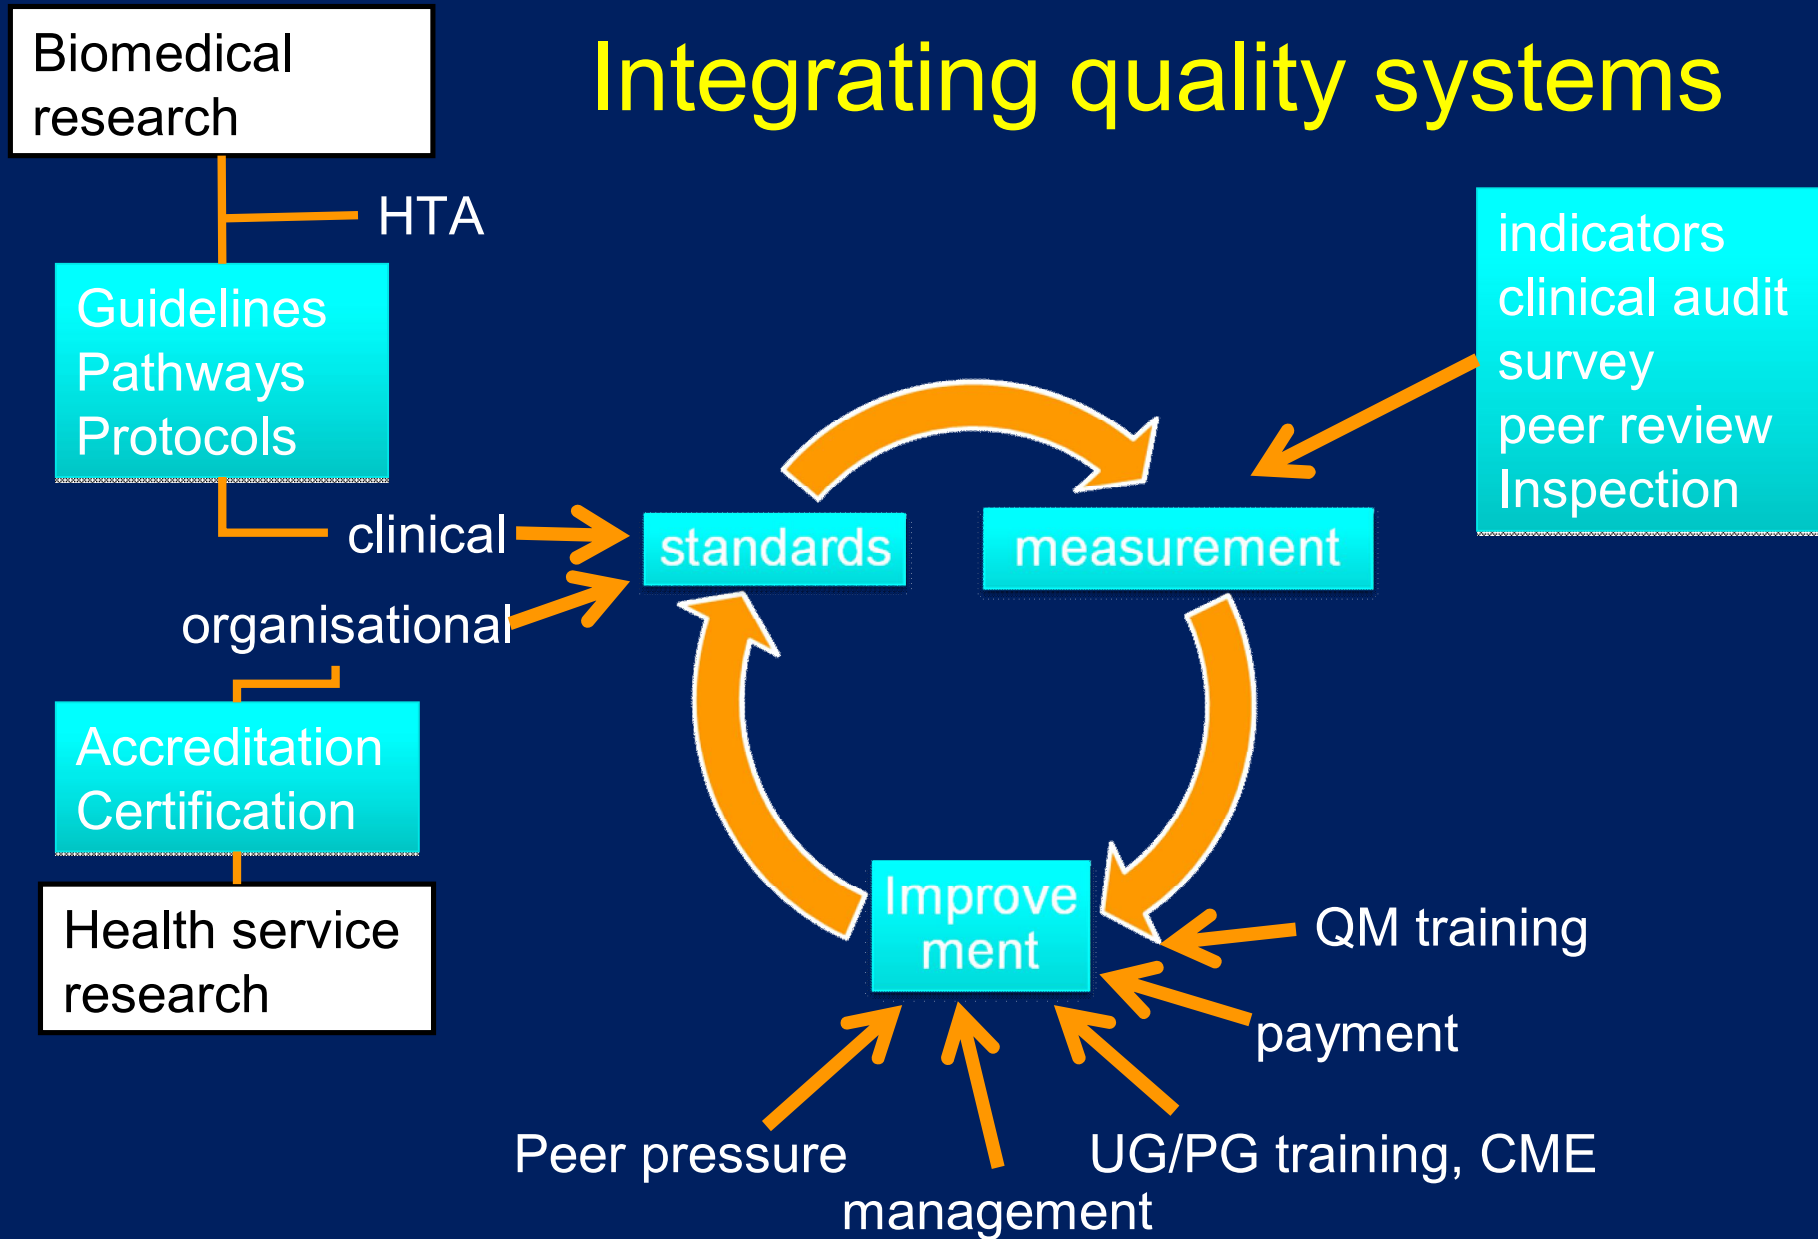 Integrating quality systems
Biomedical
research
HTA
Guidelines
Pathways
Protocols
clinical
organisational
Accreditation
Certification
Health service
research
standards
measurement
indicators
clinical audit
survey
peer review
Inspection
Improve
ment
QM training
payment
UG/PG training, CME
Peer pressure
management